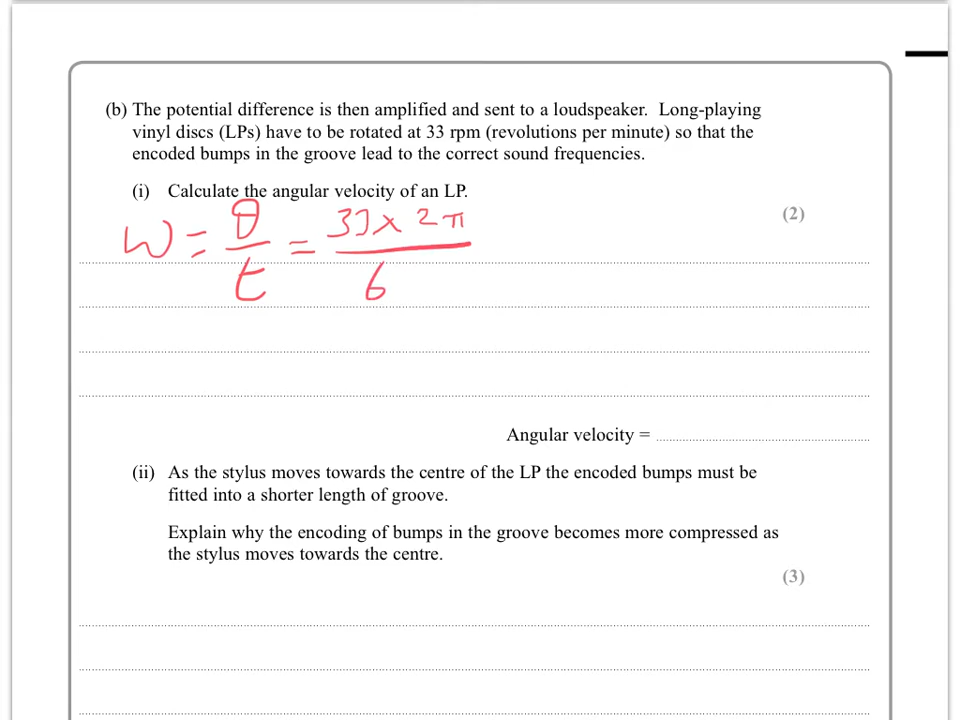 (b) The potential difference is then amplified and sent to a loudspeaker. Long-playing
vinyl discs (LPs) have to be rotated at 33 rpm (revolutions per minute) so that the
encoded bumps in the groove lead to the correct sound frequencies.
(i) Calculate the angular velocity of an LP.
(2)
ω = θ/t = 33 × 2π/6
Angular velocity =
(ii) As the stylus moves towards the centre of the LP the encoded bumps must be
fitted into a shorter length of groove.
Explain why the encoding of bumps in the groove becomes more compressed as
the stylus moves towards the centre.
(3)